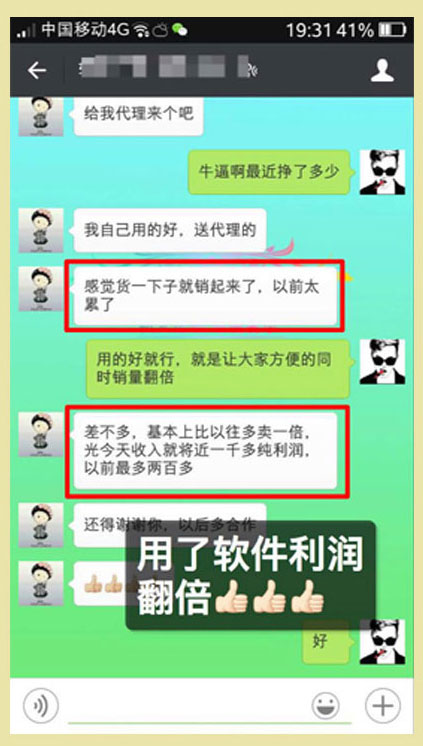 中国移动4G 19:31 41%
给我代理来个吧
牛逼啊最近挣了多少
我自己用的好，送代理的
感觉货一下子就销起来了，以前太
累了
用的好就行，就是让大家方便的同
时销量翻倍
差不多，基本上比以往多卖一倍，
光今天收入就将近一千多纯利润，
以前最多两百多
还得谢谢你，以后多合作
用了软件利润
翻倍👍🏻👍🏻👍🏻
好